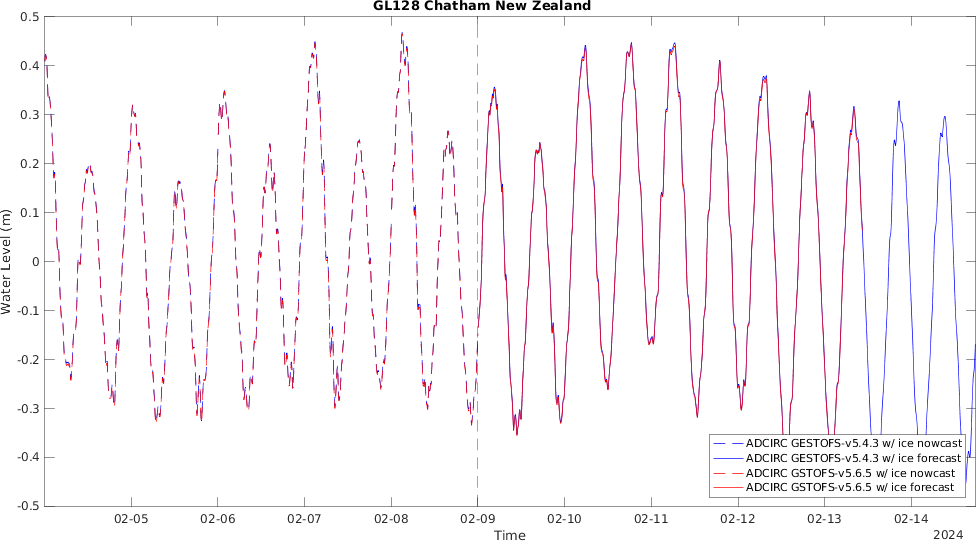 GL128 Chatham New Zealand
0.5
0.4
0.3
0.2
0.1
0
-0.1
-0.2
-0.3
-0.4
-0.5
Water Level (m)
ADCIRC GESTOFS-v5.4.3 w/ ice nowcast
ADCIRC GESTOFS-v5.4.3 w/ ice forecast
ADCIRC GSTOFS-v5.6.5 w/ ice nowcast
ADCIRC GSTOFS-v5.6.5 w/ ice forecast
02-05 02-06 02-07 02-08 02-09 02-10 02-11 02-12 02-13 02-14
Time
2024